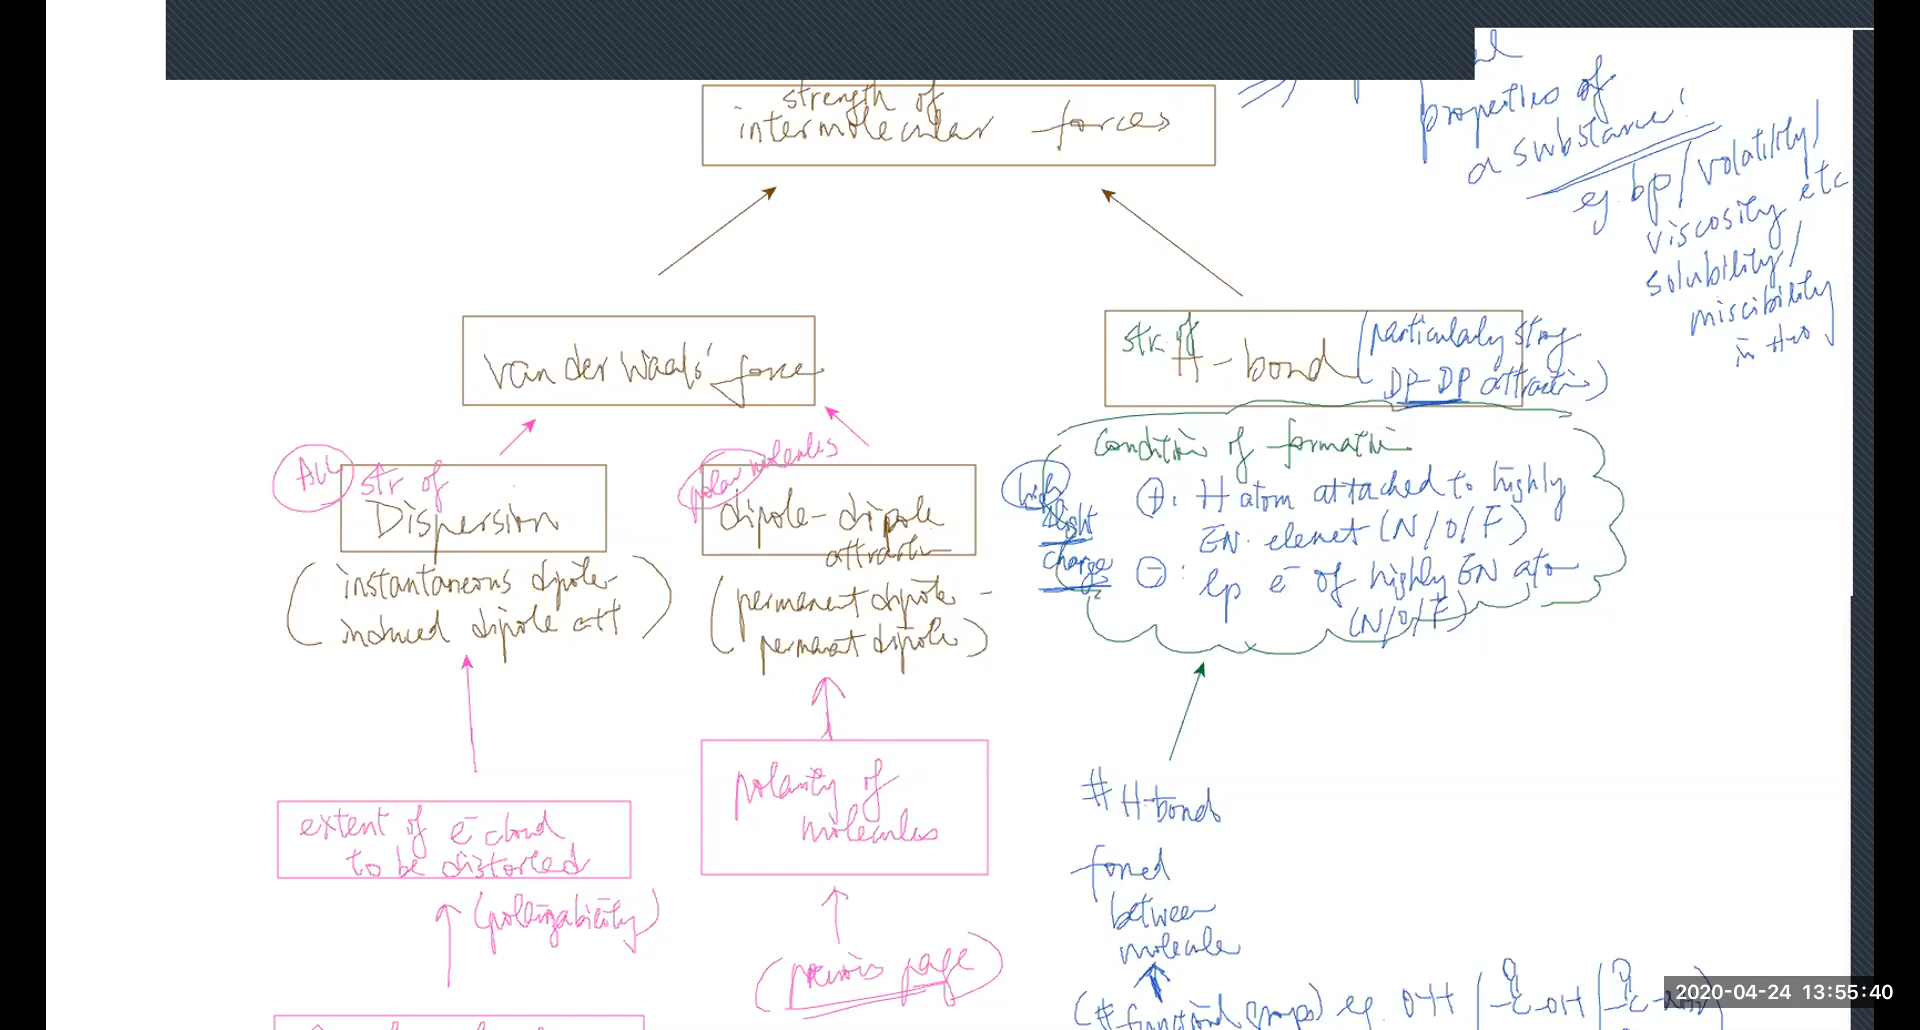 strength of
intermolecular forces
properties of
a substance!
eg. bp/volatility/
viscosity etc
solubility/
miscibility
in H2O
van der Waals' force
str. of
H-bond (particularly strong
DP-DP attraction)
ALL
str of
Dispersion
(instantaneous dipole-
induced dipole att)
polar molecules
dipole-dipole
attraction
(permanent dipole-
permanent dipole)
Condition of formation
high
charge
⊕: H atom attached to highly
EN. element (N/O/F)
⊖: lp e- of highly EN atom
(N/O/F)
extent of e- cloud
to be distorted
(polarizability)
polarity of
molecules
(previous page)
# H-bonds
formed
between
molecule
(# functional groups) eg. OH / -C-OH / -C-
2020-04-24 13:55:40